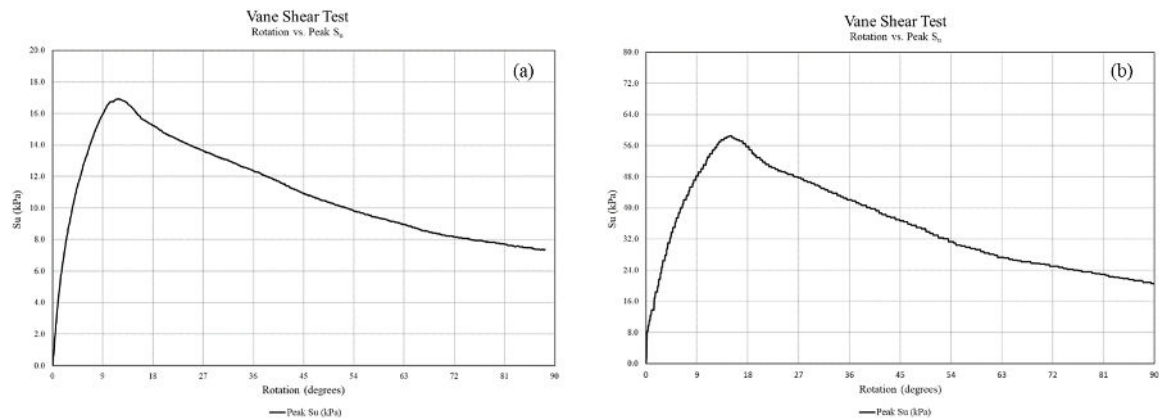 Vane Shear Test
Rotation vs. Peak Sᵤ
(a)
20.0
18.0
16.0
14.0
12.0
10.0
8.0
6.0
4.0
2.0
0.0
Su (kPa)
0 9 18 27 36 45 54 63 72 81 90
Rotation (degrees)
Peak Su (kPa)
Vane Shear Test
Rotation vs. Peak Sᵤ
(b)
80.0
72.0
64.0
56.0
48.0
40.0
32.0
24.0
16.0
8.0
0.0
Su (kPa)
0 9 18 27 36 45 54 63 72 81 90
Rotation (degrees)
Peak Su (kPa)